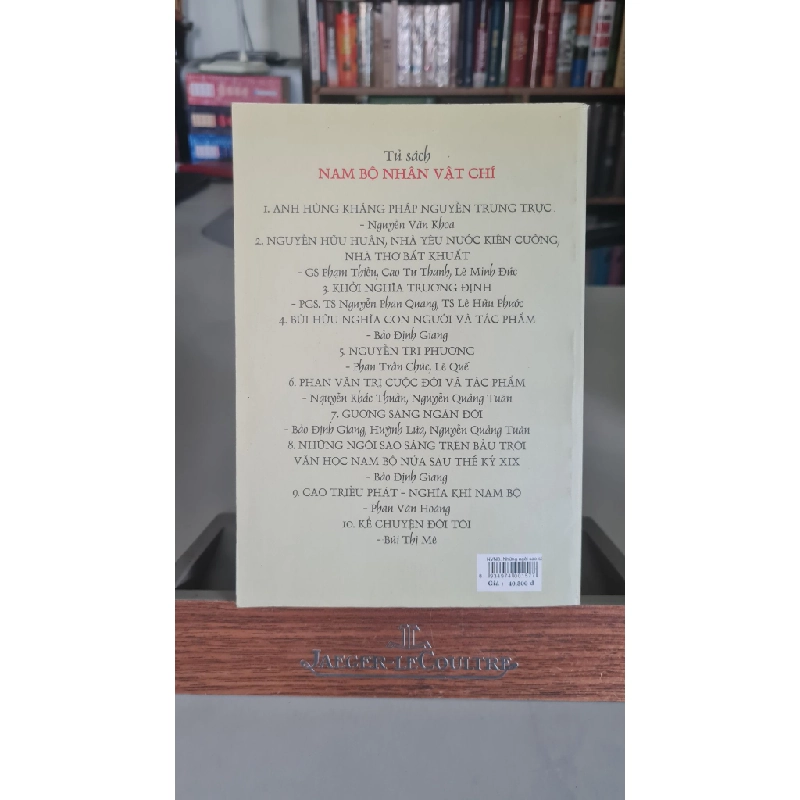 Tủ sách
NAM BỘ NHÂN VẬT CHÍ
1. ANH HÙNG KHÁNG PHÁP NGUYỄN TRUNG TRỰC
- Nguyễn Văn Khoa
2. NGUYỄN HỮU HUÂN, NHÀ YÊU NƯỚC KIÊN CƯỜNG,
NHÀ THƠ BẤT KHUẤT
- GS Phạm Thiều, Cao Tự Thanh, Lê Minh Đức
3. KHỞI NGHĨA TRƯƠNG ĐỊNH
- PGS. TS Nguyễn Phan Quang, TS Lê Hữu Phước
4. BÙI HỮU NGHĨA CON NGƯỜI VÀ TÁC PHẨM
- Bảo Định Giang
5. NGUYỄN TRI PHƯƠNG
- Phan Trần Chúc, Lê Quế
6. PHAN VĂN TRỊ CUỘC ĐỜI VÀ TÁC PHẨM
- Nguyễn Khắc Thuần, Nguyễn Quảng Tuân
7. GƯƠNG SÁNG NGÀN ĐỜI
- Bảo Định Giang, Huỳnh Lứa, Nguyễn Quảng Tuân
8. NHỮNG NGÔI SAO SÁNG TRÊN BẦU TRỜI
VĂN HỌC NAM BỘ NỬA SAU THẾ KỶ XIX
- Bảo Định Giang
9. CAO TRIỀU PHÁT - NGHĨA KHÍ NAM BỘ
- Phan Văn Hoàng
10. KỂ CHUYỆN ĐỜI TÔI
- Bùi Thị Mè
Giá : 40.000 đ
JAEGER-LECOULTRE